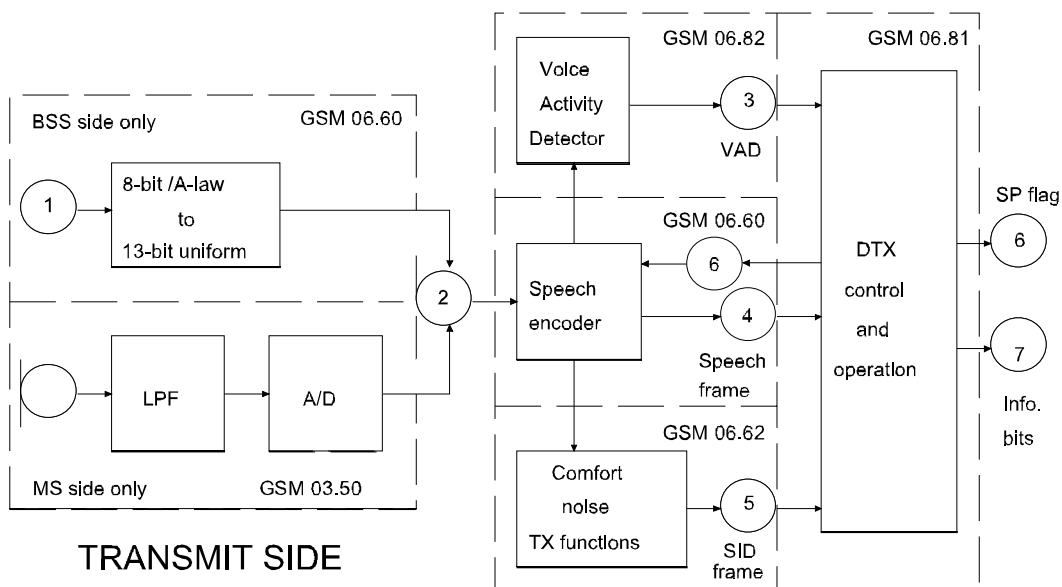 GSM 06.82
GSM 06.81
Volce
Activity
Detector
3
VAD
BSS side only
GSM 06.60
1
8-bit /A-law
to
13-bit uniform
2
GSM 06.60
Speech
encoder
6
4
Speech
frame
DTX
control
and
operation
SP flag
6
7
Info.
bits
LPF
A/D
MS side only
GSM 03.50
GSM 06.62
Comfort
nolse
TX functlons
5
SID
frame
TRANSMIT SIDE